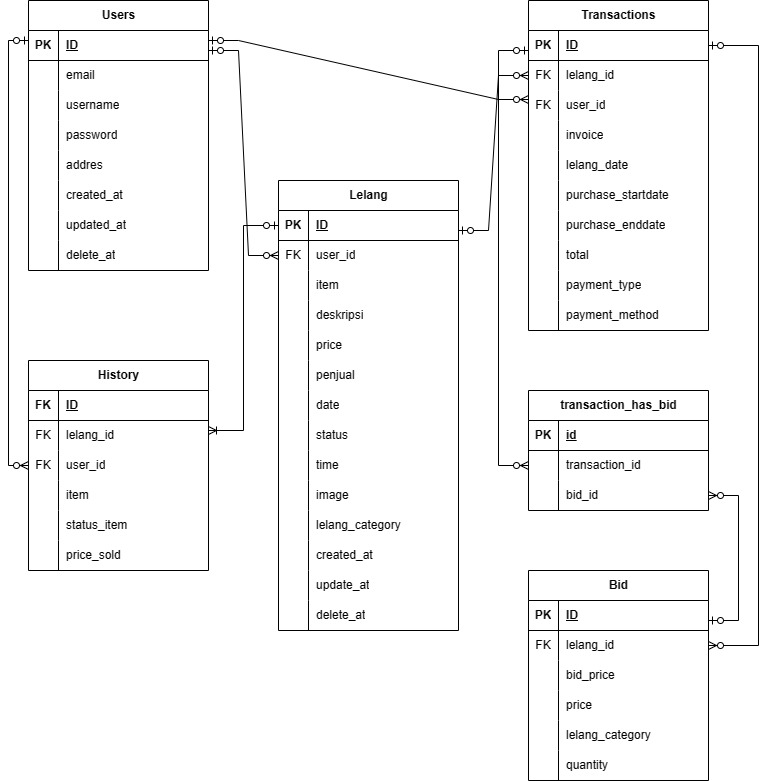 Users
PK ID
email
username
password
addres
created_at
updated_at
delete_at
Transactions
PK ID
FK lelang_id
FK user_id
invoice
lelang_date
purchase_startdate
purchase_enddate
total
payment_type
payment_method
Lelang
PK ID
FK user_id
item
deskripsi
price
penjual
date
status
time
image
lelang_category
created_at
update_at
delete_at
History
FK ID
FK lelang_id
FK user_id
item
status_item
price_sold
transaction_has_bid
PK id
transaction_id
bid_id
Bid
PK ID
FK lelang_id
bid_price
price
lelang_category
quantity